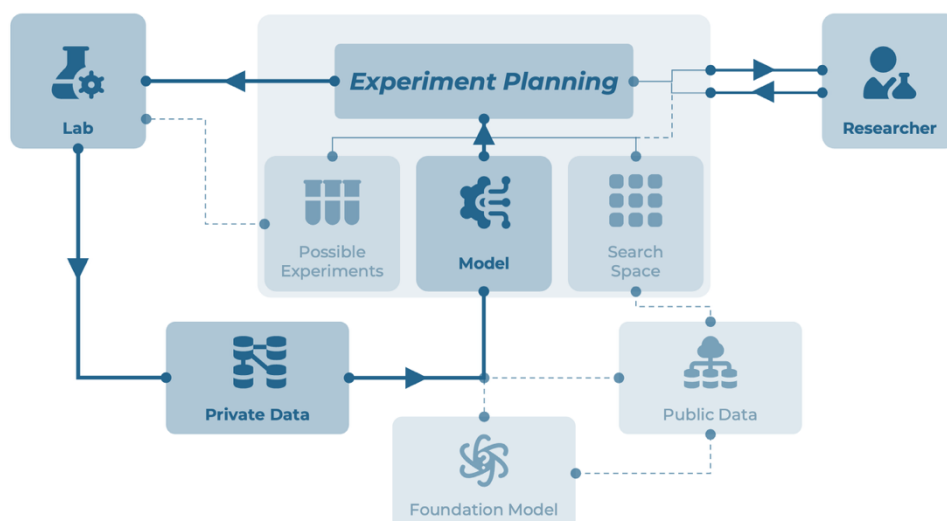 Experiment Planning
Lab
Researcher
Possible
Experiments
Model
Search
Space
Private Data
Public Data
Foundation Model